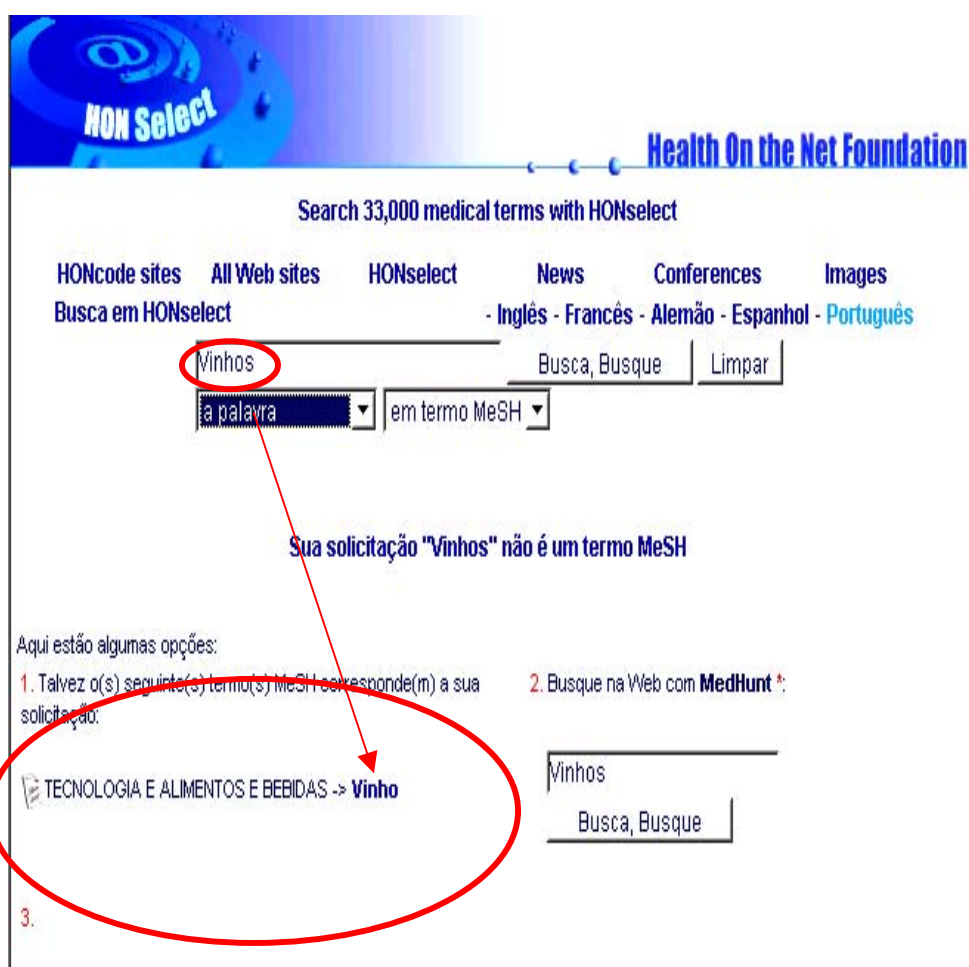 @
HON Select
Health On the Net Foundation
Search 33,000 medical terms with HONselect
HONcode sites All Web sites HONselect News Conferences Images
Busca em HONselect - Inglês - Francês - Alemão - Espanhol - Português
Vinhos Busca, Busque Limpar
a palavra em termo MeSH
Sua solicitação "Vinhos" não é um termo MeSH
Aqui estão algumas opções:
1. Talvez o(s) seguinte(s) termo(s) MeSH corresponde(m) a sua
solicitação:
TECNOLOGIA E ALIMENTOS E BEBIDAS -> Vinho
2. Busque na Web com MedHunt *:
Vinhos
Busca, Busque
3.